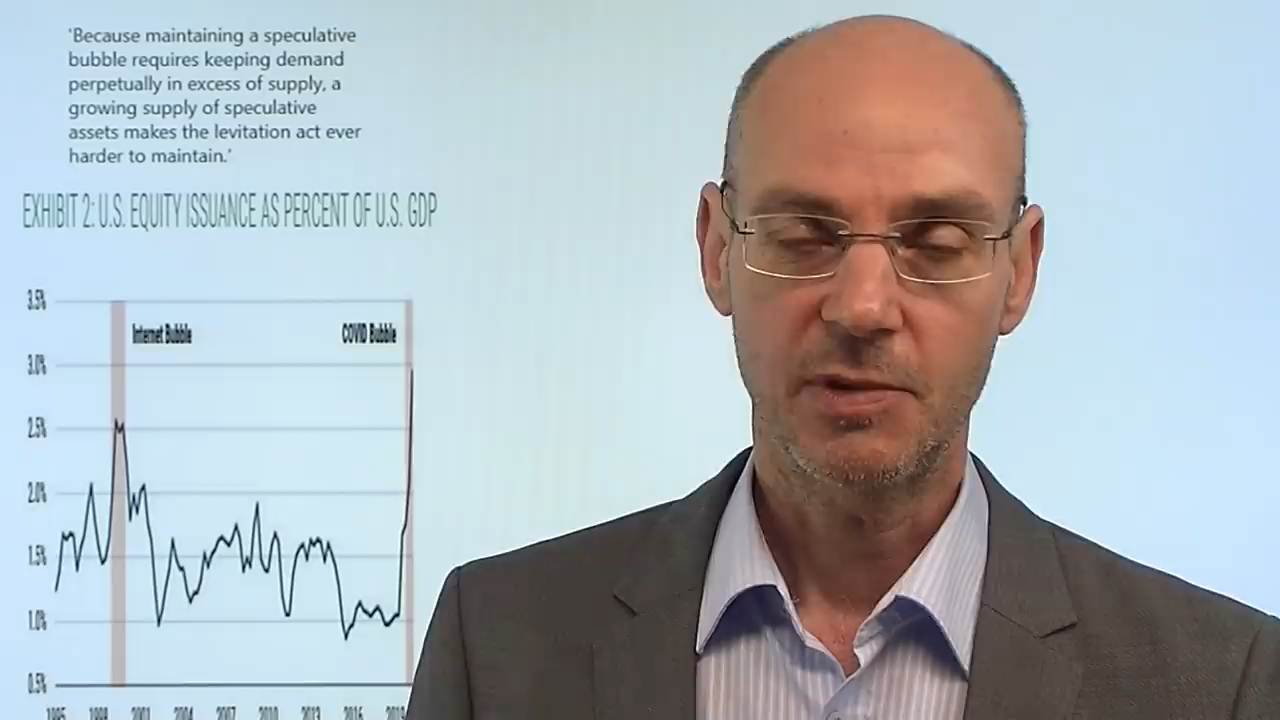 'Because maintaining a speculative
bubble requires keeping demand
perpetually in excess of supply, a
growing supply of speculative
assets makes the levitation act ever
harder to maintain.'
EXHIBIT 2: U.S. EQUITY ISSUANCE AS PERCENT OF U.S. GDP
3.5%
Internet Bubble COVID Bubble
3.0%
2.5%
2.0%
1.5%
1.0%
0.5%
1995 1998 2001 2004 2007 2010 2013 2016 2019